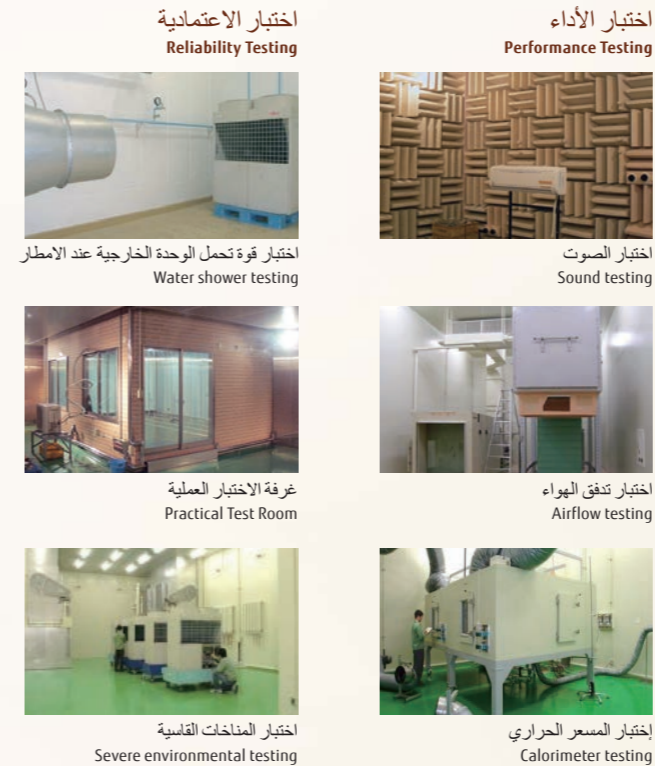 اختبار الأداء
Performance Testing
اختبار الصوت
Sound testing
اختبار تدفق الهواء
Airflow testing
إختبار المسعر الحراري
Calorimeter testing
اختبار الاعتمادية
Reliability Testing
اختبار قوة تحمل الوحدة الخارجية عند الامطار
Water shower testing
غرفة الاختبار العملية
Practical Test Room
اختبار المناخات القاسية
Severe environmental testing